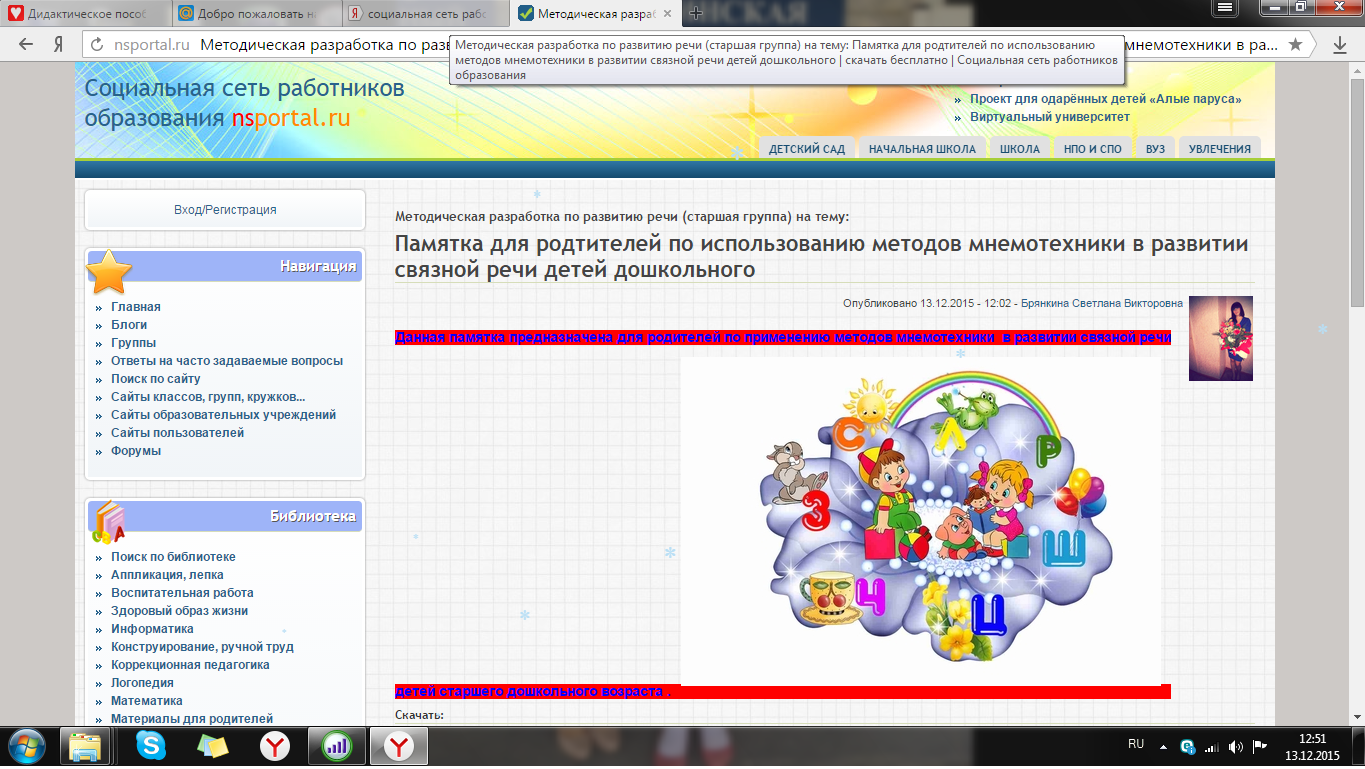 Дидактическое пособ
Добро пожаловать на
социальная сеть рабо
Методическая разраб
nsportal.ru Методическая разработка по разв
мнемотехники в ра...
Методическая разработка по развитию речи (старшая группа) на тему: Памятка для родтителей по использованию
методов мнемотехники в развитии связной речи детей дошкольного | скачать бесплатно | Социальная сеть работников
образования
Социальная сеть работников
образования nsportal.ru
» Проект для одарённых детей «Алые паруса»
» Виртуальный университет
ДЕТСКИЙ САД НАЧАЛЬНАЯ ШКОЛА ШКОЛА НПО И СПО ВУЗ УВЛЕЧЕНИЯ
Вход/Регистрация
Навигация
» Главная
» Блоги
» Группы
» Ответы на часто задаваемые вопросы
» Поиск по сайту
» Сайты классов, групп, кружков...
» Сайты образовательных учреждений
» Сайты пользователей
» Форумы
Библиотека
» Поиск по библиотеке
» Аппликация, лепка
» Воспитательная работа
» Здоровый образ жизни
» Информатика
» Конструирование, ручной труд
» Коррекционная педагогика
» Логопедия
» Математика
» Материалы для родителей
Методическая разработка по развитию речи (старшая группа) на тему:
Памятка для родтителей по использованию методов мнемотехники в развитии
связной речи детей дошкольного
Опубликовано 13.12.2015 - 12:02 - Брянкина Светлана Викторовна
Данная памятка предназначена для родителей по применению методов мнемотехники в развитии связной речи
С Л Р
З Ш
Ч Ц
детей старшего дошкольного возраста .
Скачать:
RU
12:51
13.12.2015